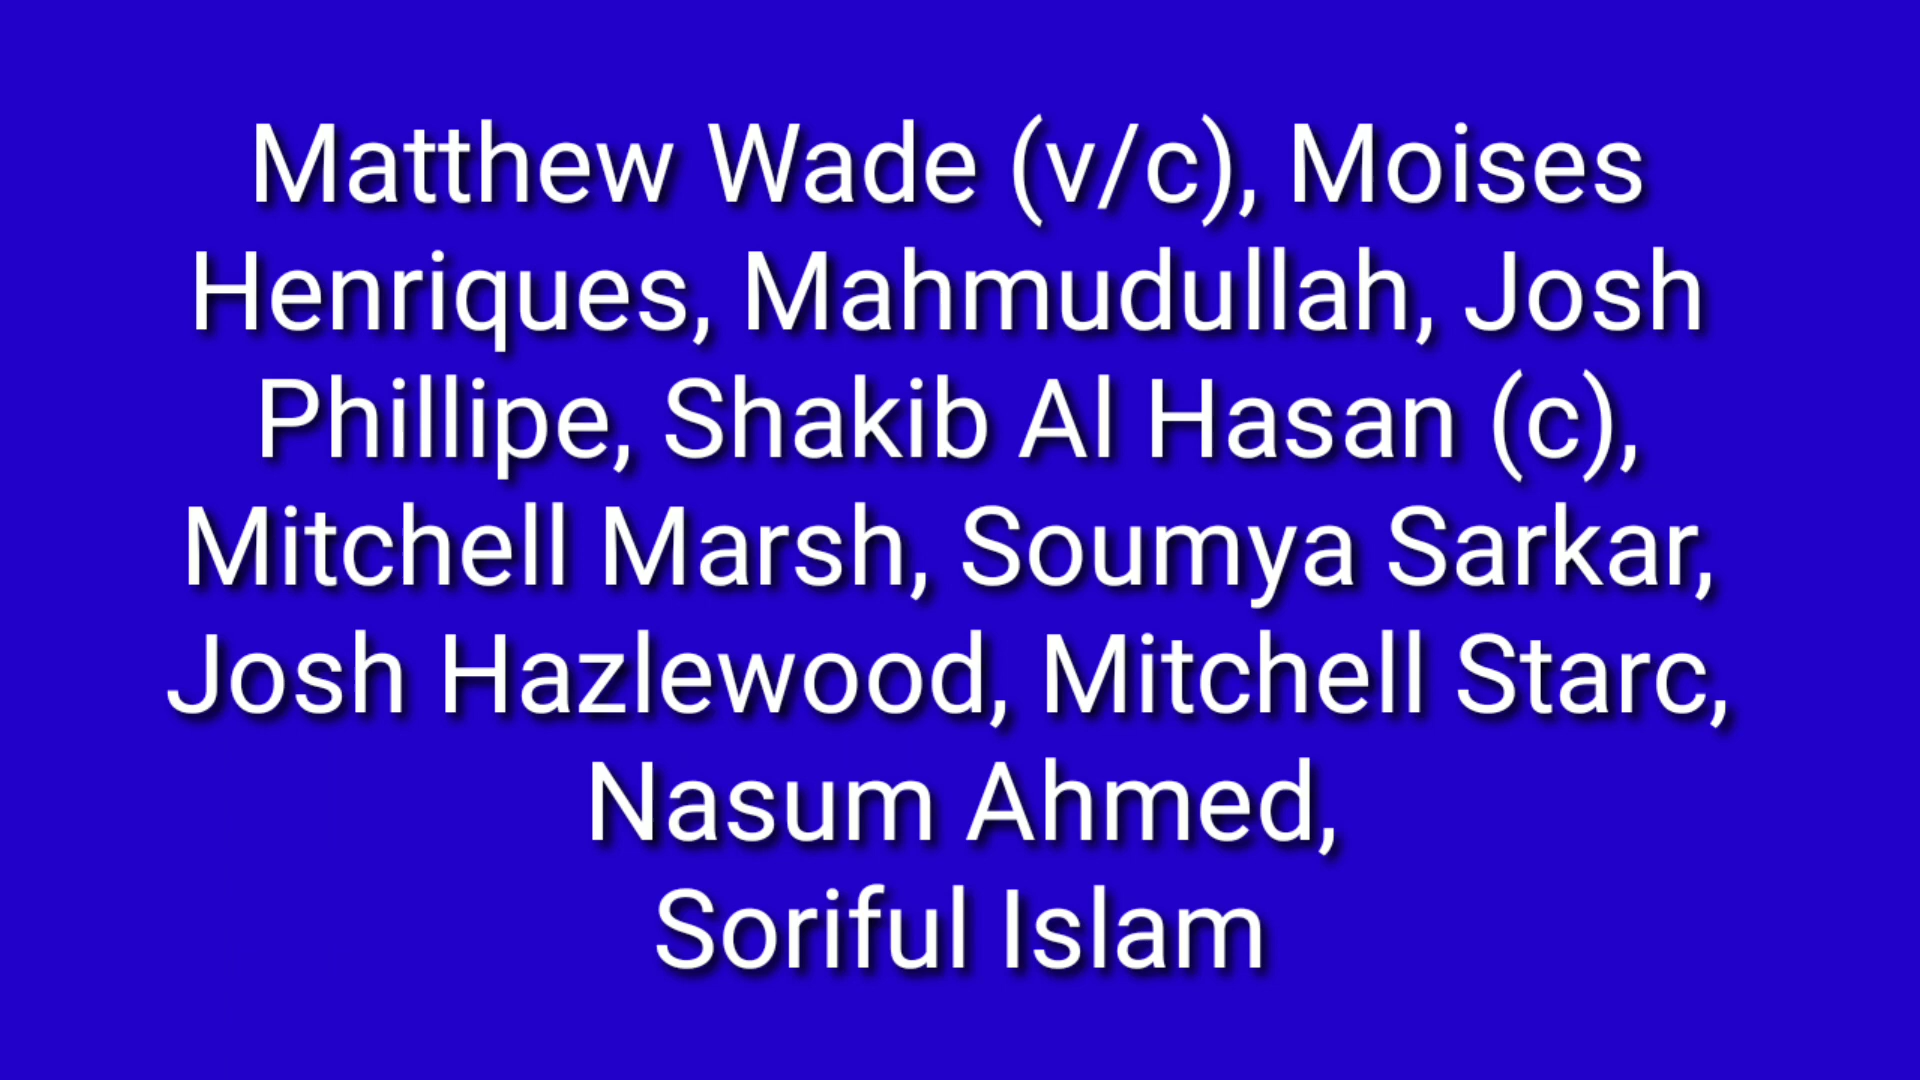 Matthew Wade (v/c), Moises
Henriques, Mahmudullah, Josh
Phillipe, Shakib Al Hasan (c),
Mitchell Marsh, Soumya Sarkar,
Josh Hazlewood, Mitchell Starc,
Nasum Ahmed,
Soriful Islam